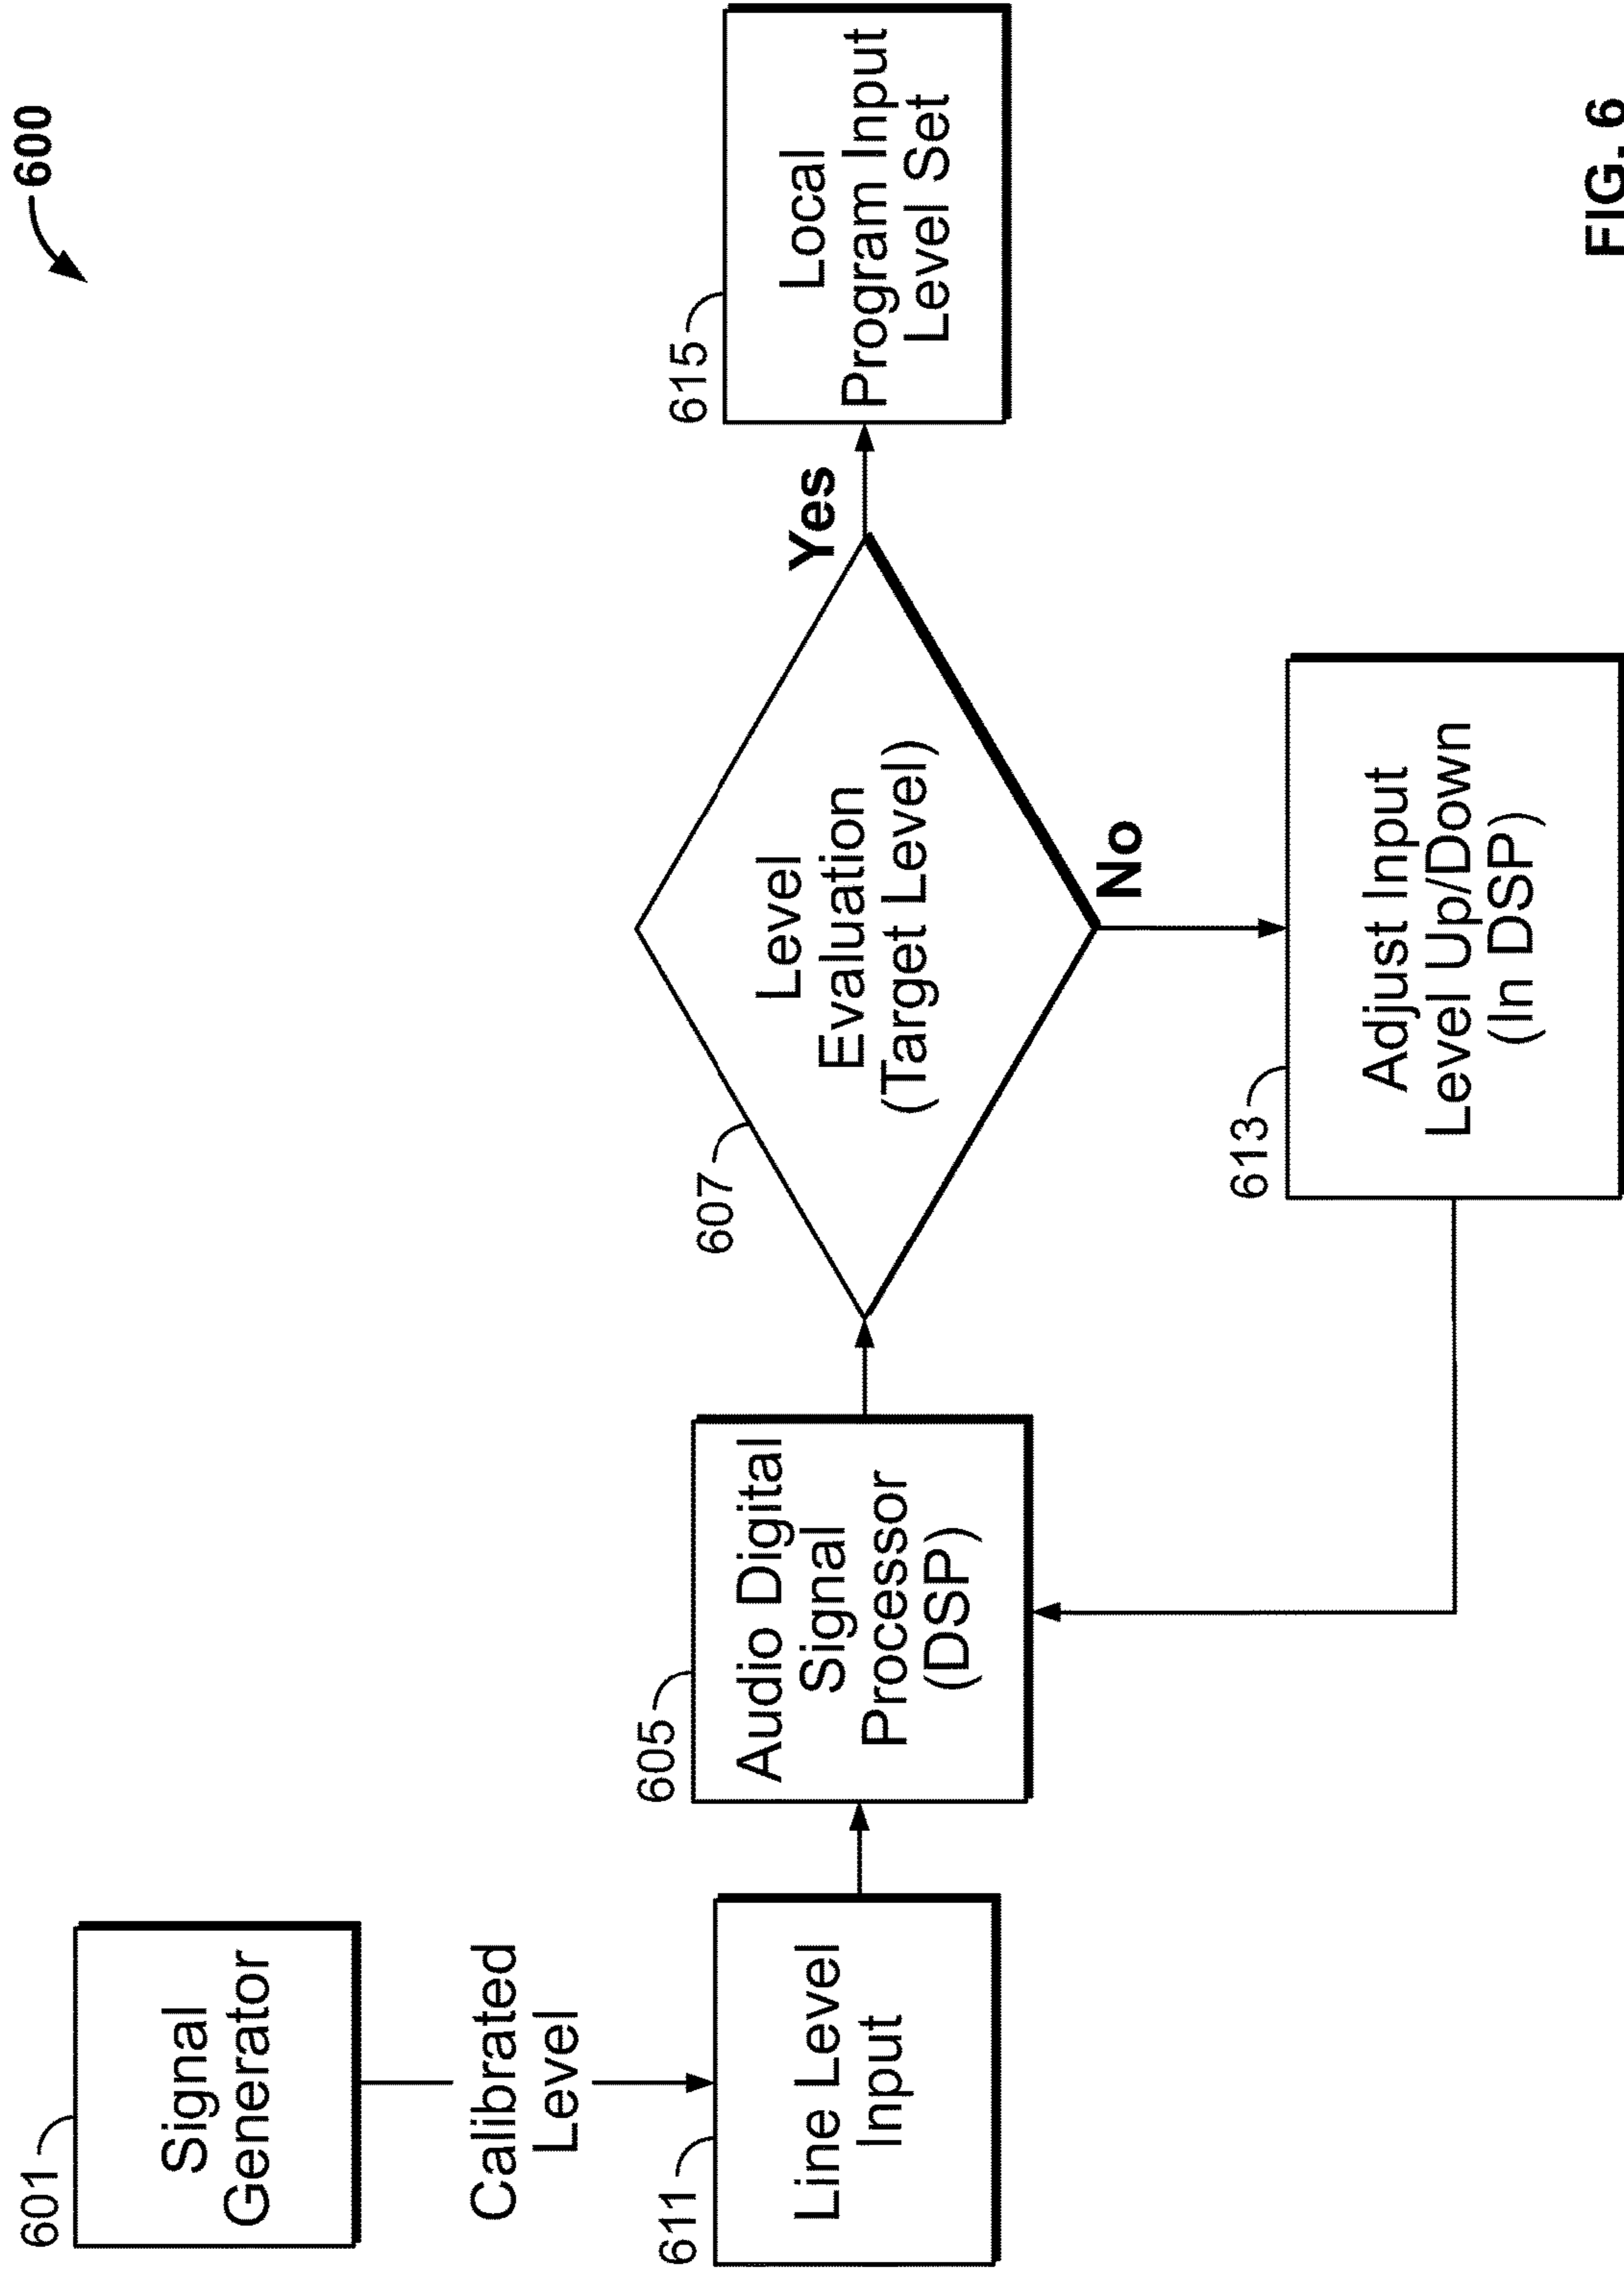 600
601
Signal
Generator
Calibrated
Level
611
Line Level
Input
605
Audio Digital
Signal
Processor
(DSP)
607
Level
Evaluation
(Target Level)
Yes
No
613
Adjust Input
Level Up/Down
(In DSP)
615
Local
Program Input
Level Set
FIG. 6